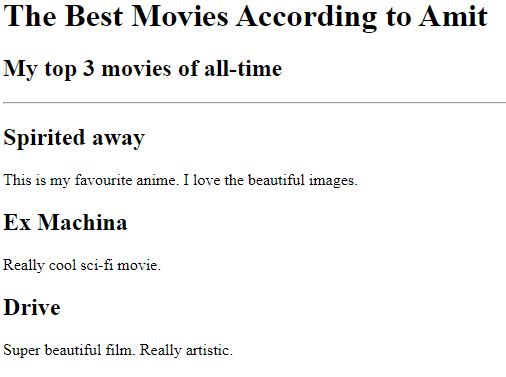 The Best Movies According to Amit
My top 3 movies of all-time
Spirited away
This is my favourite anime. I love the beautiful images.
Ex Machina
Really cool sci-fi movie.
Drive
Super beautiful film. Really artistic.